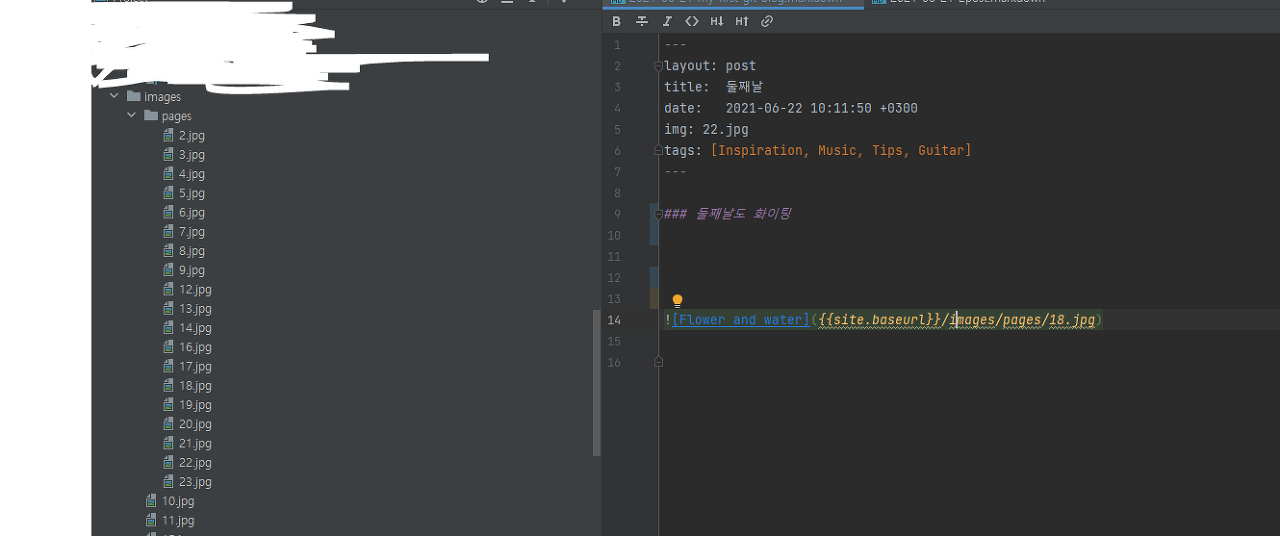 images
pages
2.jpg
3.jpg
4.jpg
5.jpg
6.jpg
7.jpg
8.jpg
9.jpg
12.jpg
13.jpg
14.jpg
16.jpg
17.jpg
18.jpg
19.jpg
20.jpg
21.jpg
22.jpg
23.jpg
10.jpg
11.jpg
B I <> H↓ H↑
1 ---
2 layout: post
3 title: 둘째날
4 date: 2021-06-22 10:11:50 +0300
5 img: 22.jpg
6 tags: [Inspiration, Music, Tips, Guitar]
7 ---
8
9 ### 둘째날도 화이팅
10
11
12
13
14 ![Flower and water]({{site.baseurl}}/images/pages/18.jpg)
15
16